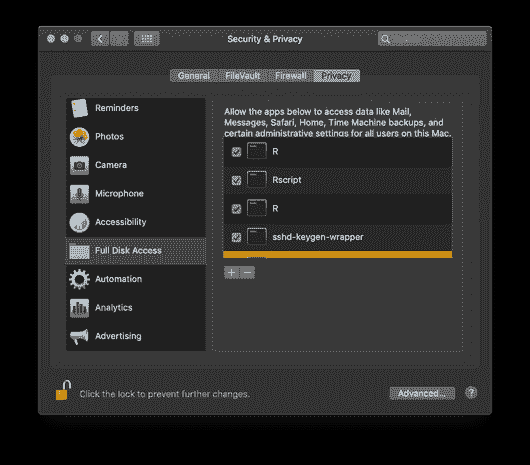 Security & Privacy
General
FileVault
Firewall
Privacy
Reminders
Photos
Camera
Microphone
Accessibility
Full Disk Access
Automation
Analytics
Advertising
Allow the apps below to access data like Mail,
Messages, Safari, Home, Time Machine backups, and
certain administrative settings for all users on this Mac.
R
Rscript
R
sshd-keygen-wrapper
+ −
Click the lock to prevent further changes.
Advanced...
?